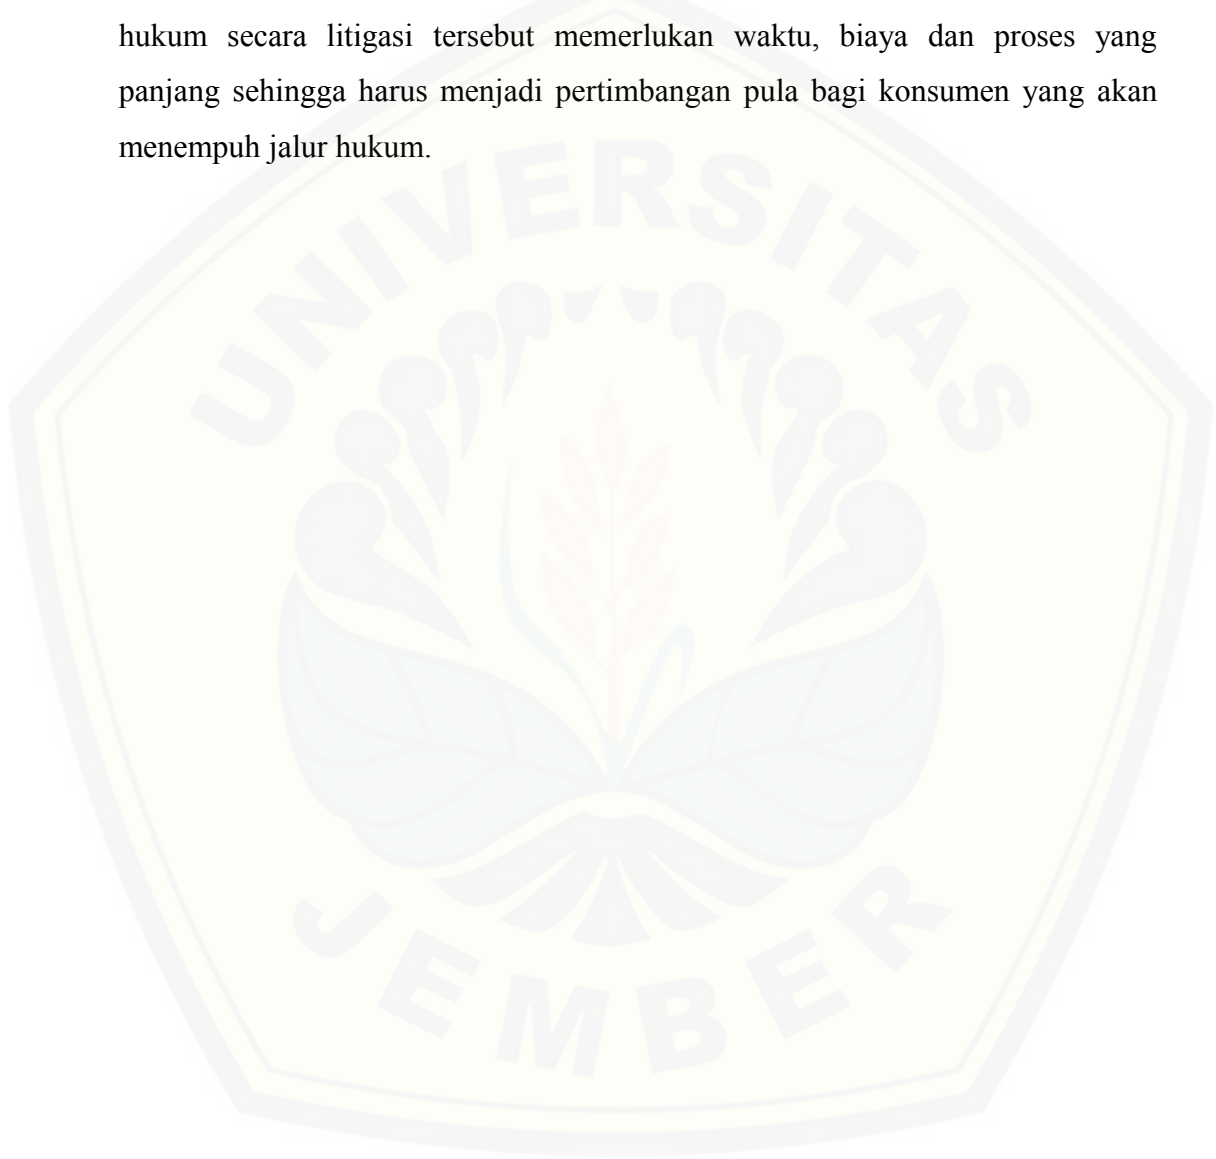 hukum secara litigasi tersebut memerlukan waktu, biaya dan proses yang
panjang sehingga harus menjadi pertimbangan pula bagi konsumen yang akan
menempuh jalur hukum.
UNIVERSITAS
JEMBER